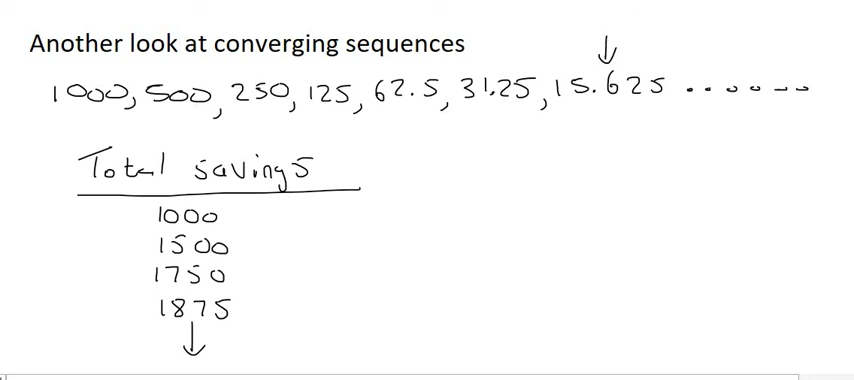 Another look at converging sequences
1000, 500, 250, 125, 62.5, 31.25, 15.625 .......
Total savings
1000
1500
1750
1875